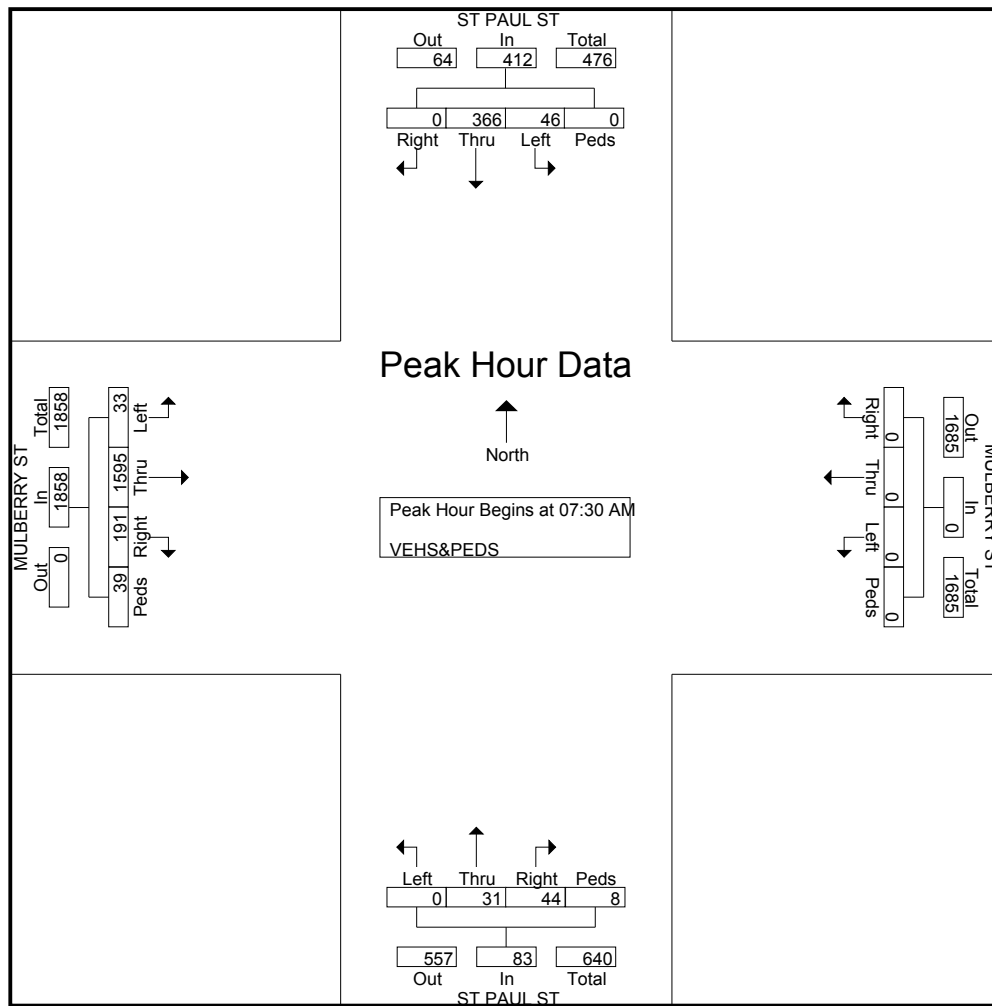 ST PAUL ST
Out In Total
64 412 476
0 366 46 0
Right Thru Left Peds
Peak Hour Data
North
Peak Hour Begins at 07:30 AM
VEHS&PEDS
MULBERRY ST
Total In Out
1858 1858 0
33 1595 191 39
Left Thru Right Peds
Right Thru Left Peds
0 0 0 0
1685 0 1685
Out In Total
MULBERRY ST
Left Thru Right Peds
0 31 44 8
557 83 640
Out In Total
ST PAUL ST